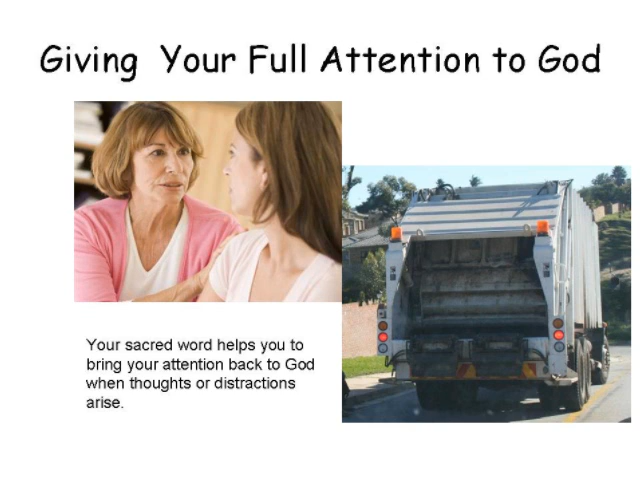 Giving Your Full Attention to God
Your sacred word helps you to
bring your attention back to God
when thoughts or distractions
arise.